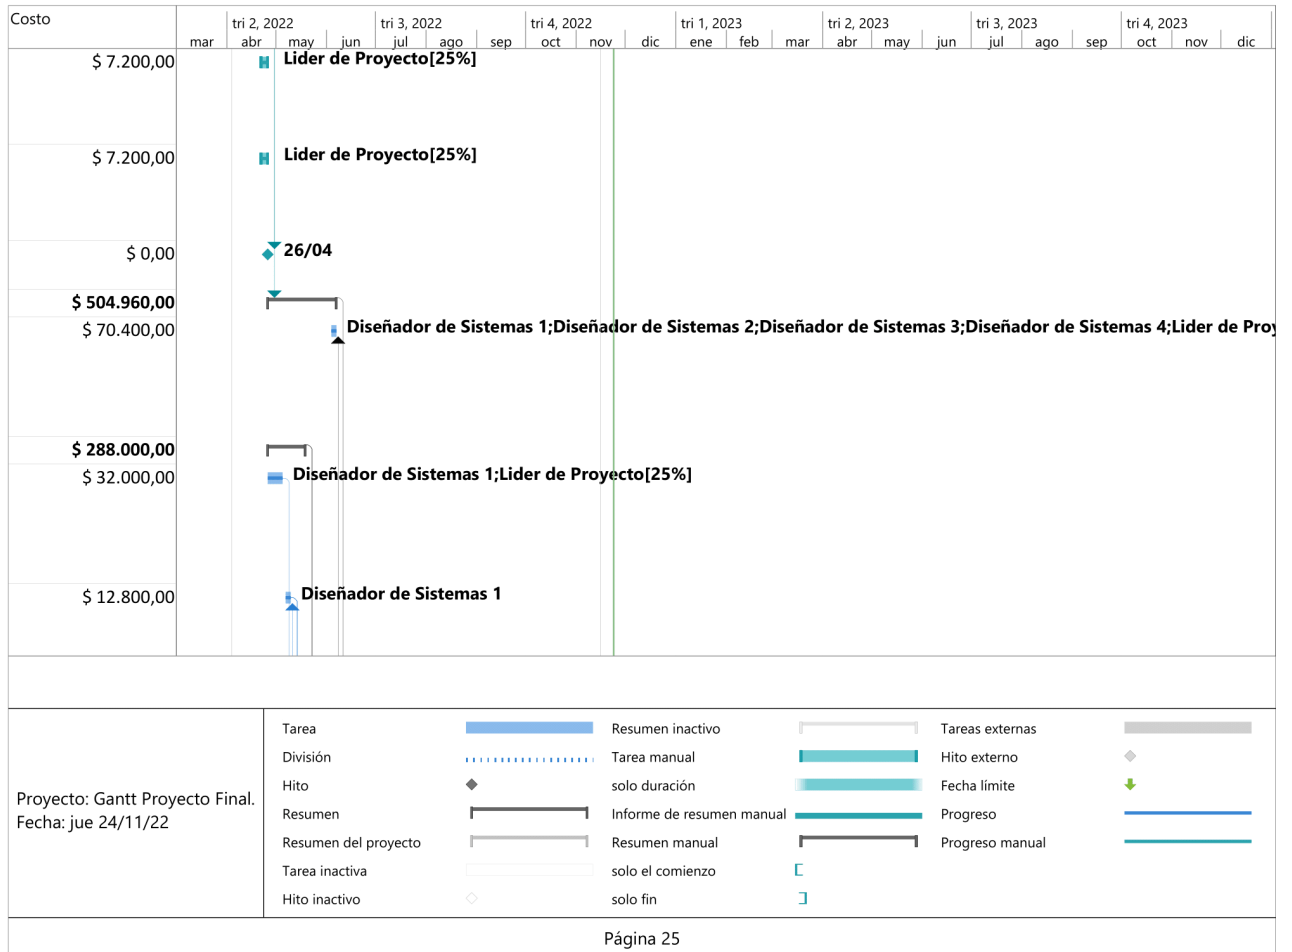 Costo
tri 2, 2022 tri 3, 2022 tri 4, 2022 tri 1, 2023 tri 2, 2023 tri 3, 2023 tri 4, 2023
mar abr may jun jul ago sep oct nov dic ene feb mar abr may jun jul ago sep oct nov dic
$ 7.200,00 Lider de Proyecto[25%]
$ 7.200,00 Lider de Proyecto[25%]
$ 0,00 26/04
$ 504.960,00
$ 70.400,00 Diseñador de Sistemas 1;Diseñador de Sistemas 2;Diseñador de Sistemas 3;Diseñador de Sistemas 4;Lider de Proy
$ 288.000,00
$ 32.000,00 Diseñador de Sistemas 1;Lider de Proyecto[25%]
$ 12.800,00 Diseñador de Sistemas 1
Proyecto: Gantt Proyecto Final.
Fecha: jue 24/11/22
Tarea
División
Hito
Resumen
Resumen del proyecto
Tarea inactiva
Hito inactivo
Resumen inactivo
Tarea manual
solo duración
Informe de resumen manual
Resumen manual
solo el comienzo
solo fin
Tareas externas
Hito externo
Fecha límite
Progreso
Progreso manual
Página 25